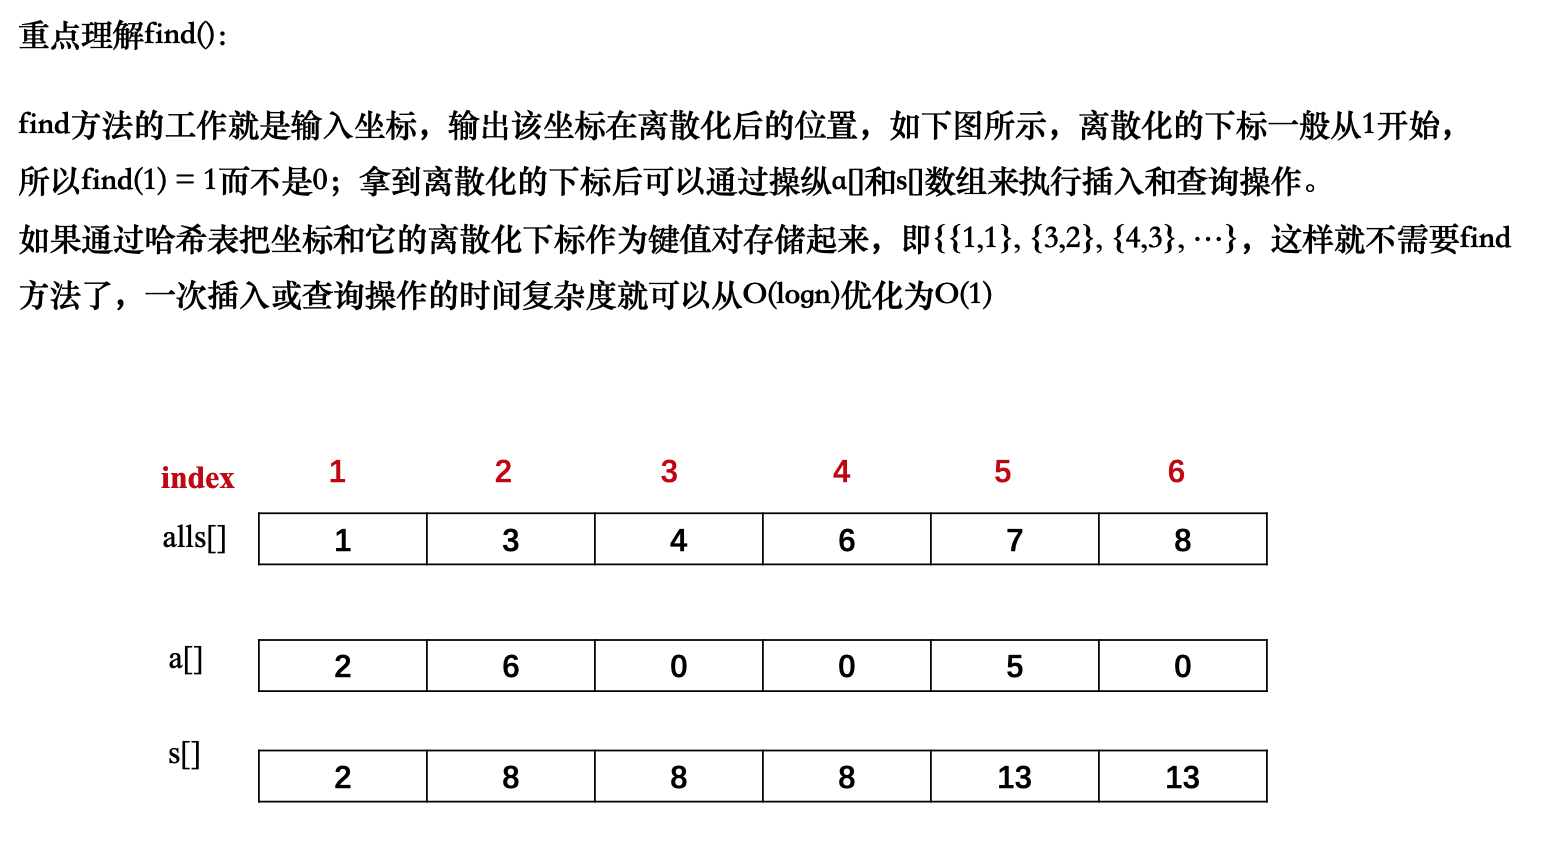 重点理解find()：
find方法的工作就是输入坐标，输出该坐标在离散化后的位置，如下图所示，离散化的下标一般从1开始，
所以find(1) = 1而不是0；拿到离散化的下标后可以通过操纵a[]和s[]数组来执行插入和查询操作。
如果通过哈希表把坐标和它的离散化下标作为键值对存储起来，即{{1,1}, {3,2}, {4,3}, ⋯}，这样就不需要find
方法了，一次插入或查询操作的时间复杂度就可以从O(logn)优化为O(1)
index 1 2 3 4 5 6
alls[] 1 3 4 6 7 8
a[] 2 6 0 0 5 0
s[] 2 8 8 8 13 13